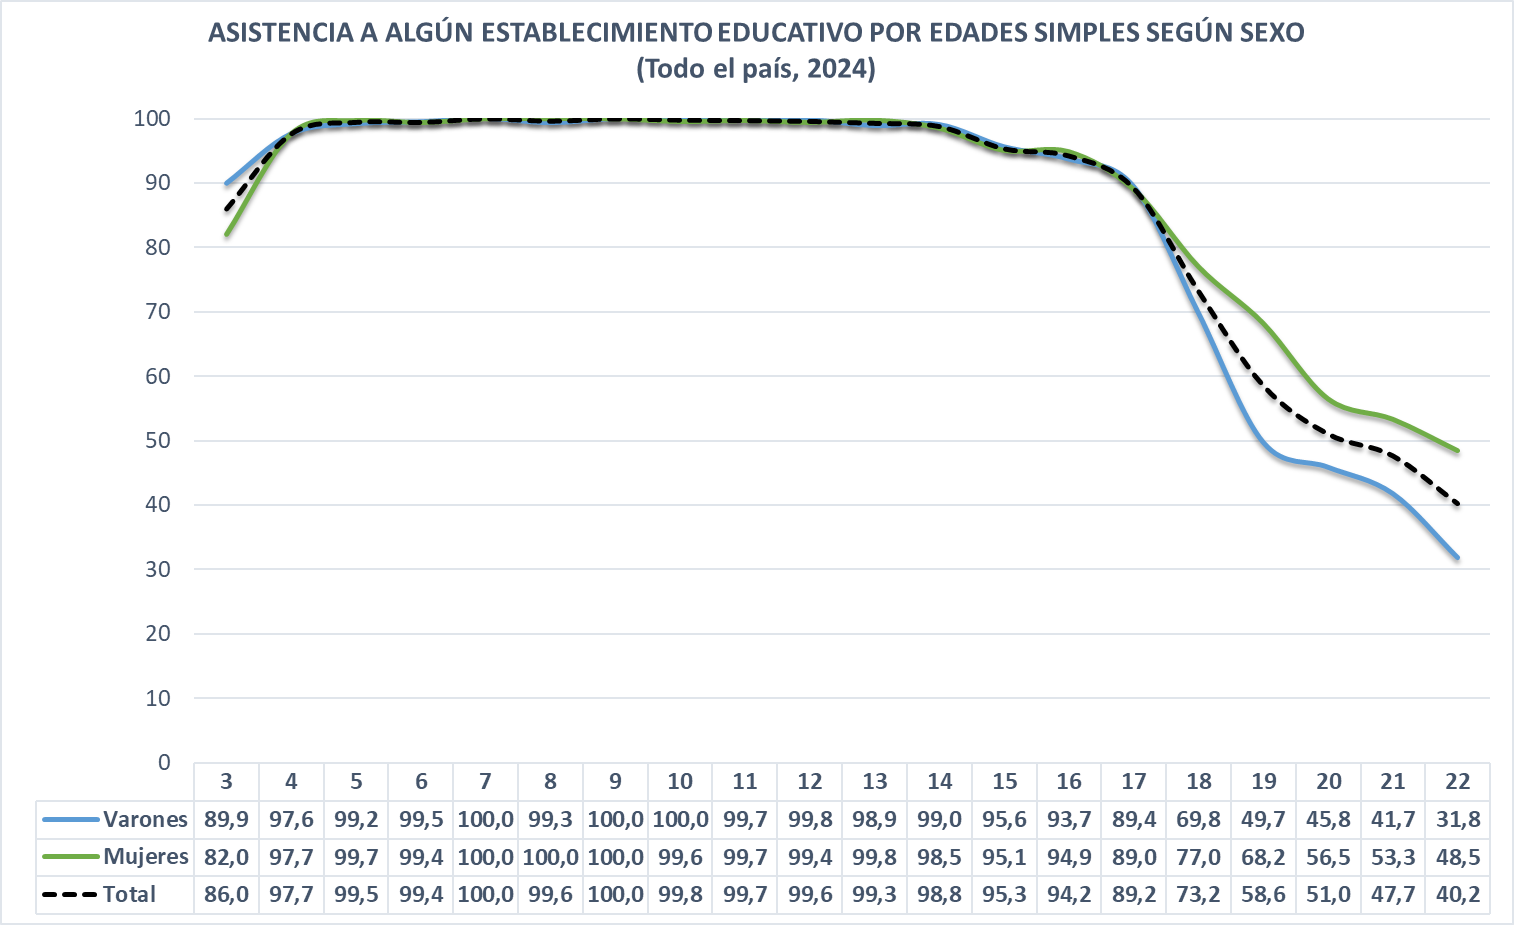 ASISTENCIA A ALGÚN ESTABLECIMIENTO EDUCATIVO POR EDADES SIMPLES SEGÚN SEXO
(Todo el país, 2024)
100
90
80
70
60
50
40
30
20
10
0
3 4 5 6 7 8 9 10 11 12 13 14 15 16 17 18 19 20 21 22
Varones 89,9 97,6 99,2 99,5 100,0 99,3 100,0 100,0 99,7 99,8 98,9 99,0 95,6 93,7 89,4 69,8 49,7 45,8 41,7 31,8
Mujeres 82,0 97,7 99,7 99,4 100,0 100,0 100,0 99,6 99,7 99,4 99,8 98,5 95,1 94,9 89,0 77,0 68,2 56,5 53,3 48,5
Total 86,0 97,7 99,5 99,4 100,0 99,6 100,0 99,8 99,7 99,6 99,3 98,8 95,3 94,2 89,2 73,2 58,6 51,0 47,7 40,2